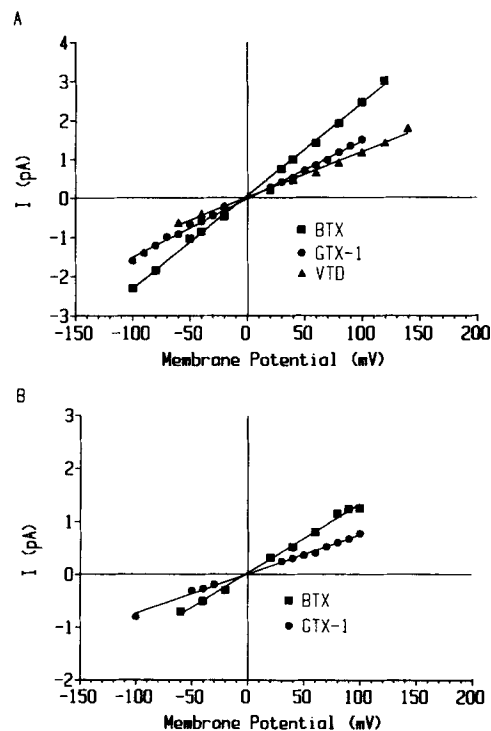 A
4
3
2
1
0
-1
-2
-3
I (pA)
BTX
GTX-1
VTD
-150 -100 -50 0 50 100 150 200
Membrane Potential (mV)
B
3
2
1
0
-1
-2
I (pA)
BTX
GTX-1
-150 -100 -50 0 50 100 150 200
Membrane Potential (mV)